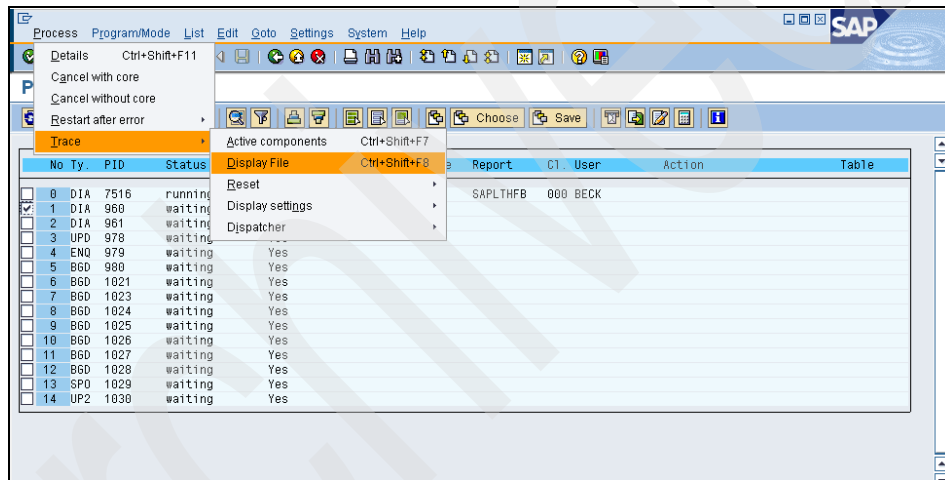 SAP
Process Program/Mode List Edit Goto Settings System Help
Details Ctrl+Shift+F11
Cancel with core
Cancel without core
Restart after error
Trace
P
Choose Save
Active components Ctrl+Shift+F7
Display File Ctrl+Shift+F8
Reset
Display settings
Dispatcher
No Ty. PID Status e Report Cl. User Action Table
0 DIA 7516 running SAPLTHFB 000 BECK
1 DIA 960 waiting
2 DIA 961 waiting
3 UPD 978 waiting Yes
4 ENQ 979 waiting Yes
5 BGD 980 waiting Yes
6 BGD 1021 waiting Yes
7 BGD 1023 waiting Yes
8 BGD 1024 waiting Yes
9 BGD 1025 waiting Yes
10 BGD 1026 waiting Yes
11 BGD 1027 waiting Yes
12 BGD 1028 waiting Yes
13 SPO 1029 waiting Yes
14 UP2 1030 waiting Yes